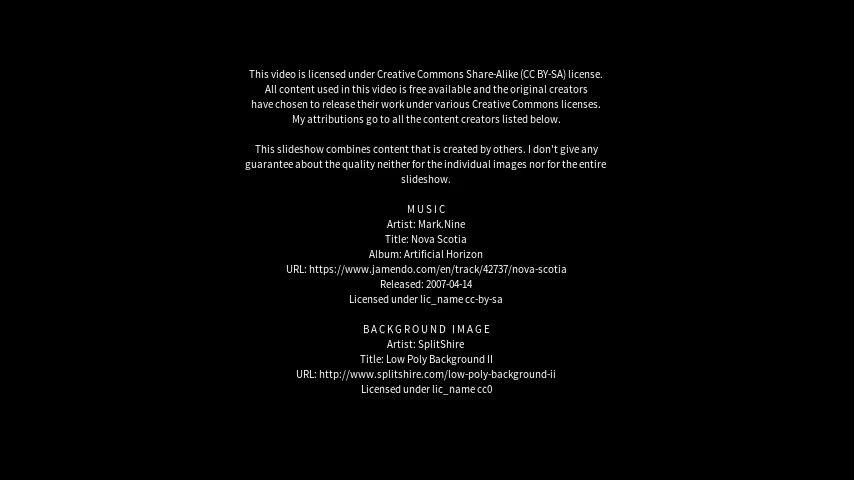 This video is licensed under Creative Commons Share-Alike (CC BY-SA) license.
All content used in this video is free available and the original creators
have chosen to release their work under various Creative Commons licenses.
My attributions go to all the content creators listed below.
This slideshow combines content that is created by others. I don't give any
guarantee about the quality neither for the individual images nor for the entire
slideshow.
MUSIC
Artist: Mark.Nine
Title: Nova Scotia
Album: Artificial Horizon
URL: https://www.jamendo.com/en/track/42737/nova-scotia
Released: 2007-04-14
Licensed under lic_name cc-by-sa
BACKGROUND IMAGE
Artist: SplitShire
Title: Low Poly Background II
URL: http://www.splitshire.com/low-poly-background-ii
Licensed under lic_name cc0